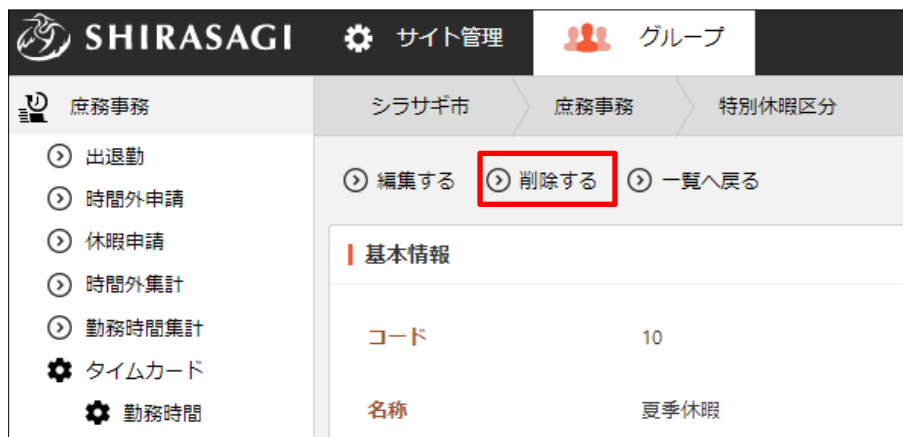 SHIRASAGI サイト管理 グループ
庶務事務 シラサギ市 庶務事務 特別休暇区分
出退勤
編集する 削除する 一覧へ戻る
時間外申請
休暇申請
基本情報
時間外集計
勤務時間集計
コード 10
タイムカード
勤務時間
名称 夏季休暇